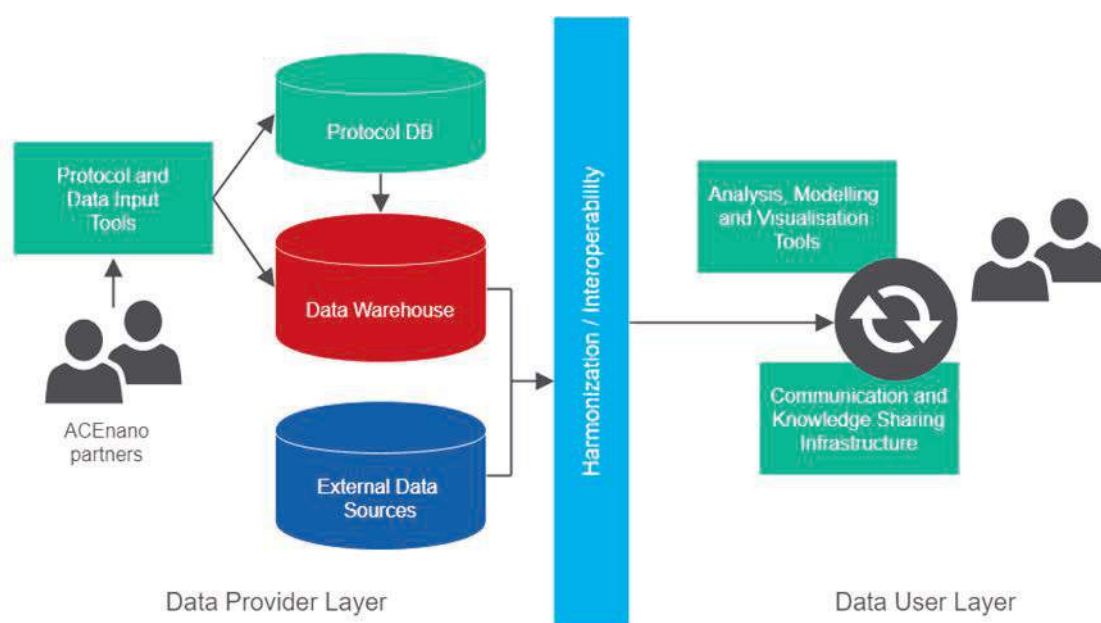 Protocol DB
Protocol and
Data Input
Tools
Data Warehouse
ACEnano
partners
External Data
Sources
Harmonization / Interoperability
Analysis, Modelling
and Visualisation
Tools
Communication and
Knowledge Sharing
Infrastructure
Data Provider Layer
Data User Layer